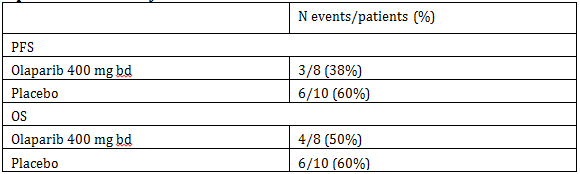 N events/patients (%)
PFS
Olaparib 400 mg bd 3/8 (38%)
Placebo 6/10 (60%)
OS
Olaparib 400 mg bd 4/8 (50%)
Placebo 6/10 (60%)